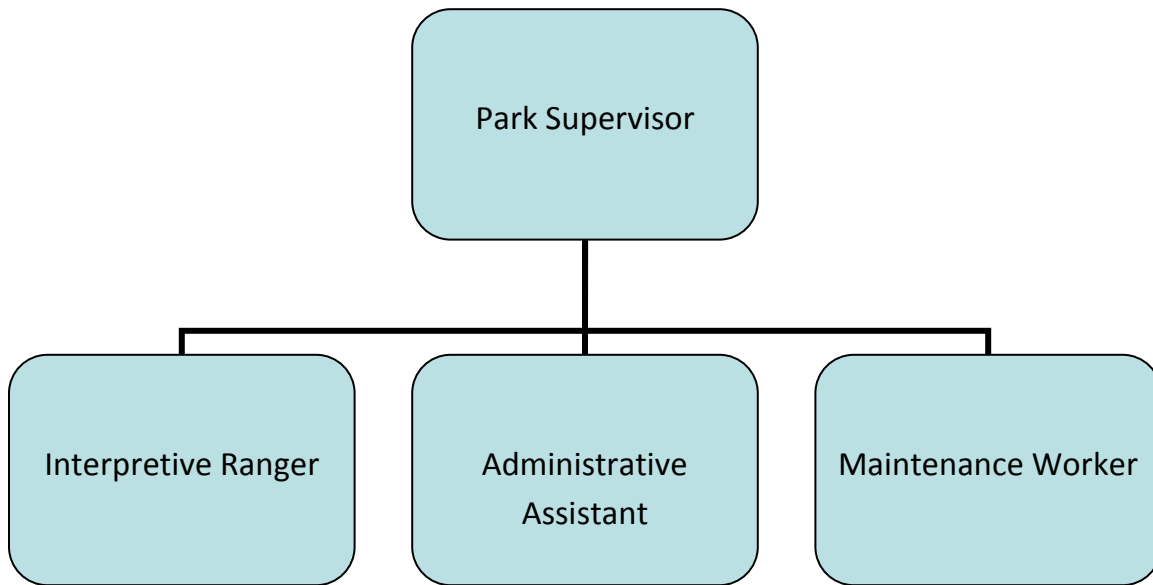 Park Supervisor
Interpretive Ranger
Administrative
Assistant
Maintenance Worker